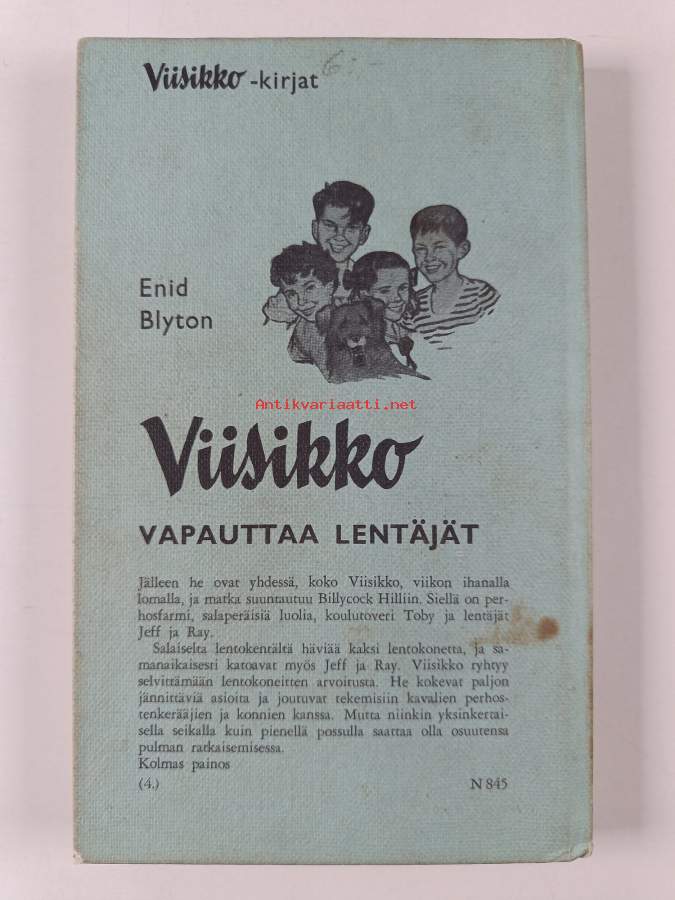 Viisikko -kirjat
6:-
Enid
Blyton
Antikvariaatti.net
Viisikko
VAPAUTTAA LENTÄJÄT
Jälleen he ovat yhdessä, koko Viisikko, viikon ihanalla
lomalla, ja matka suuntautuu Billycock Hilliin. Siellä on per-
hosfarmi, salaperäisiä luolia, koulutoveri Toby ja lentäjät
Jeff ja Ray.
Salaiselta lentokentältä häviää kaksi lentokonetta, ja sa-
manaikaisesti katoavat myös Jeff ja Ray. Viisikko ryhtyy
selvittämään lentokoneitten arvoitusta. He kokevat paljon
jännittäviä asioita ja joutuvat tekemisiin kavalien perhos-
tenkerääjien ja konnien kanssa. Mutta niinkin yksinkertai-
sella seikalla kuin pienellä possulla saattaa olla osuutensa
pulman ratkaisemisessa.
Kolmas painos
(4.) N 845